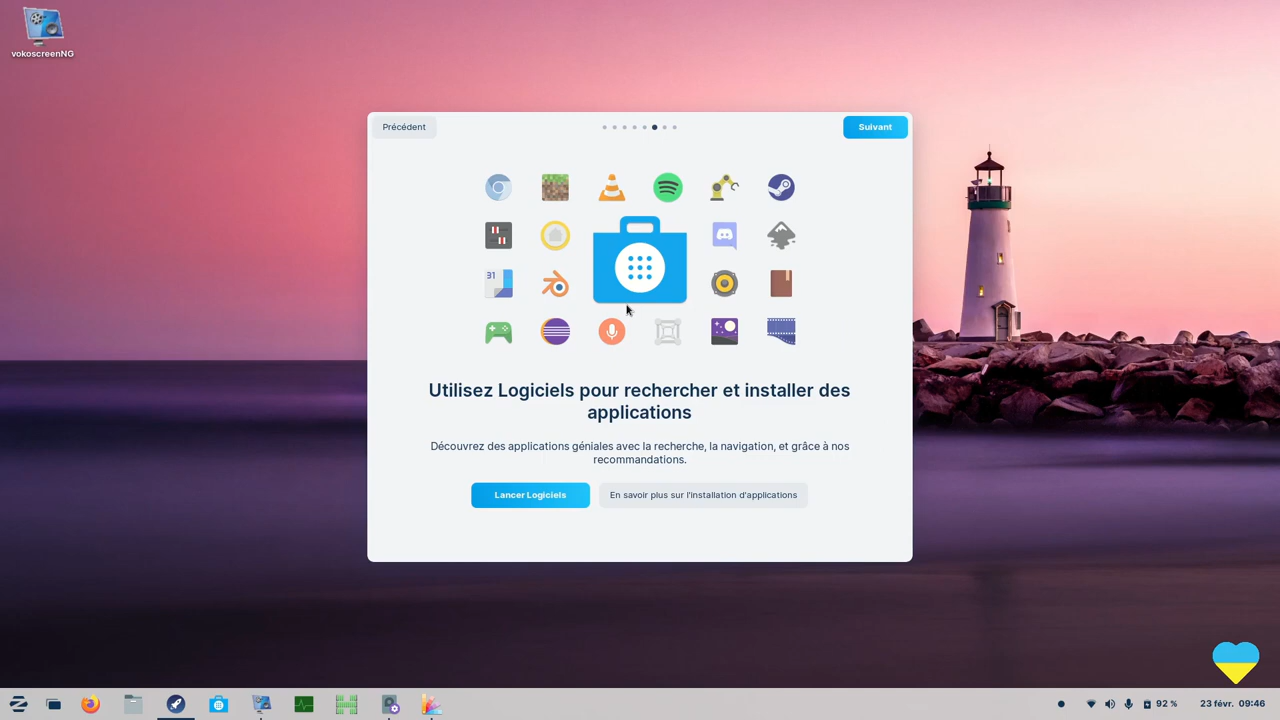 vokoscreenNG
Précédent
Suivant
31
Utilisez Logiciels pour rechercher et installer des
applications
Découvrez des applications géniales avec la recherche, la navigation, et grâce à nos
recommandations.
Lancer Logiciels
En savoir plus sur l'installation d'applications
92 %
23 févr. 09:46